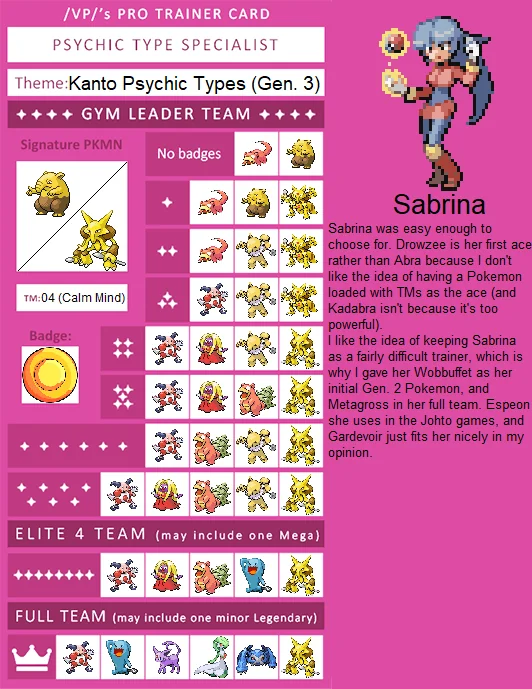 /VP/'s PRO TRAINER CARD
PSYCHIC TYPE SPECIALIST
Theme: Kanto Psychic Types (Gen. 3)
GYM LEADER TEAM
Signature PKMN
No badges
TM: 04 (Calm Mind)
Badge:
ELITE 4 TEAM (may include one Mega)
FULL TEAM (may include one minor Legendary)
Sabrina
Sabrina was easy enough to
choose for. Drowzee is her first ace
rather than Abra because I don't
like the idea of having a Pokemon
loaded with TMs as the ace (and
Kadabra isn't because it's too
powerful).
I like the idea of keeping Sabrina
as a fairly difficult trainer, which is
why I gave her Wobbuffet as her
initial Gen. 2 Pokemon, and
Metagross in her full team. Espeon
she uses in the Johto games, and
Gardevoir just fits her nicely in my
opinion.